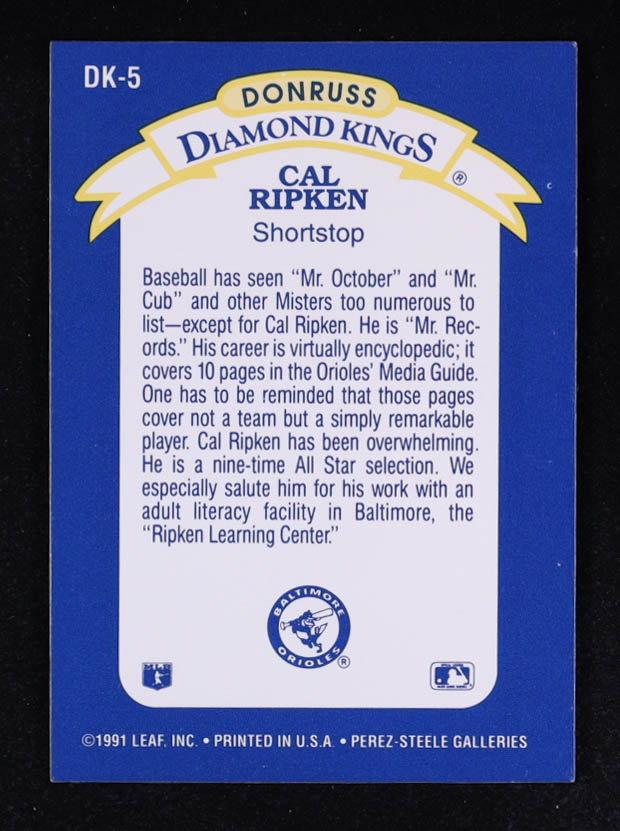 DK-5
DONRUSS
DIAMOND KINGS ®
CAL
RIPKEN
Shortstop
Baseball has seen “Mr. October” and “Mr.
Cub” and other Misters too numerous to
list—except for Cal Ripken. He is “Mr. Rec-
ords.” His career is virtually encyclopedic; it
covers 10 pages in the Orioles’ Media Guide.
One has to be reminded that those pages
cover not a team but a simply remarkable
player. Cal Ripken has been overwhelming.
He is a nine-time All Star selection. We
especially salute him for his work with an
adult literacy facility in Baltimore, the
“Ripken Learning Center.”
BALTIMORE
ORIOLES ®
©1991 LEAF, INC. • PRINTED IN U.S.A. • PEREZ-STEELE GALLERIES